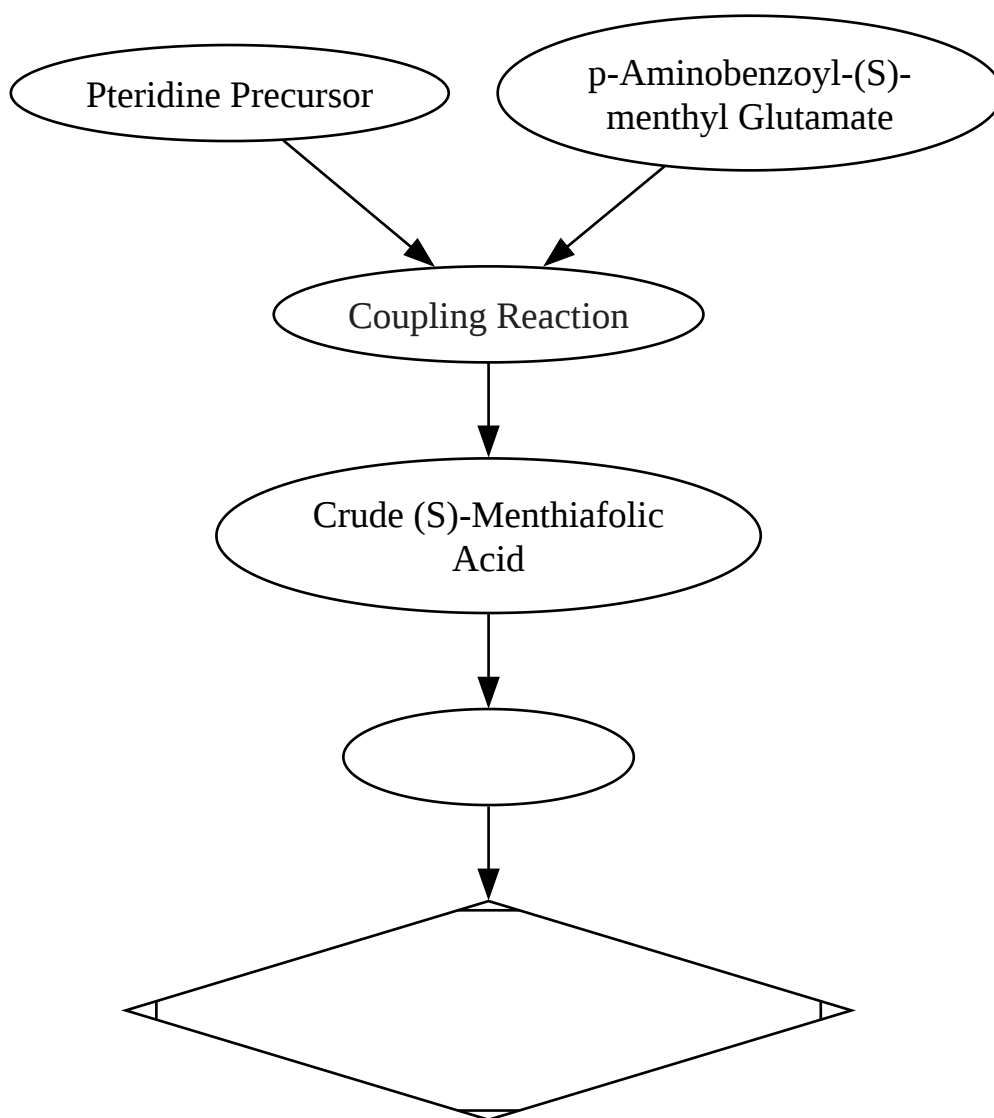 Pteridine Precursor
p-Aminobenzoyl-(S)-
menthyl Glutamate
Coupling Reaction
Crude (S)-Menthiafolic
Acid